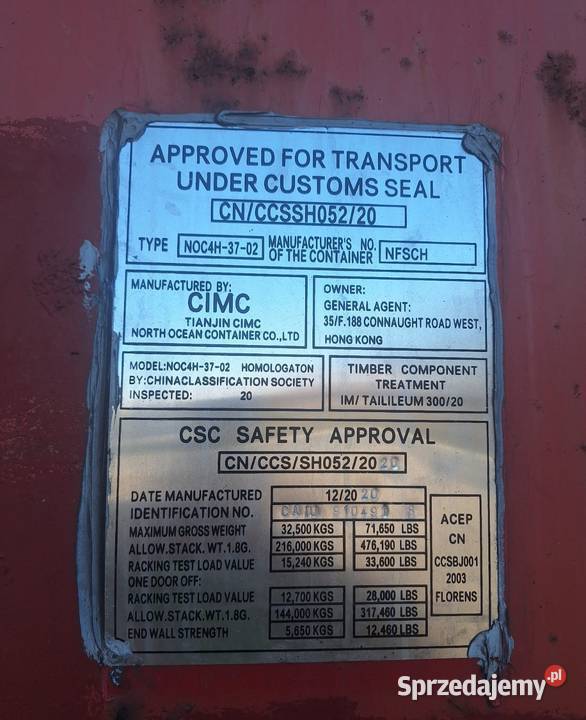 APPROVED FOR TRANSPORT
UNDER CUSTOMS SEAL
CN/CCSSH052/20
TYPE NOC4H-37-02 MANUFACTURER'S NO. OF THE CONTAINER NFSCH
MANUFACTURED BY:
CIMC
TIANJIN CIMC
NORTH OCEAN CONTAINER CO.,LTD
OWNER:
GENERAL AGENT:
35/F.188 CONNAUGHT ROAD WEST,
HONG KONG
MODEL:NOC4H-37-02 HOMOLOGATON
BY:CHINACLASSIFICATION SOCIETY
INSPECTED: 20
TIMBER COMPONENT
TREATMENT
IM/ TAILILEUM 300/20
CSC SAFETY APPROVAL
CN/CCS/SH052/20 20
DATE MANUFACTURED 12/20 20
IDENTIFICATION NO.
MAXIMUM GROSS WEIGHT 32,500 KGS 71,650 LBS
ALLOW.STACK. WT.1.8G. 216,000 KGS 476,190 LBS
RACKING TEST LOAD VALUE 15,240 KGS 33,600 LBS
ONE DOOR OFF:
RACKING TEST LOAD VALUE 12,700 KGS 28,000 LBS
ALLOW.STACK.WT.1.8G. 144,000 KGS 317,460 LBS
END WALL STRENGTH 5,650 KGS 12,460 LBS
ACEP
CN
CCSBJ001
2003
FLORENS
Sprzedajemy.pl